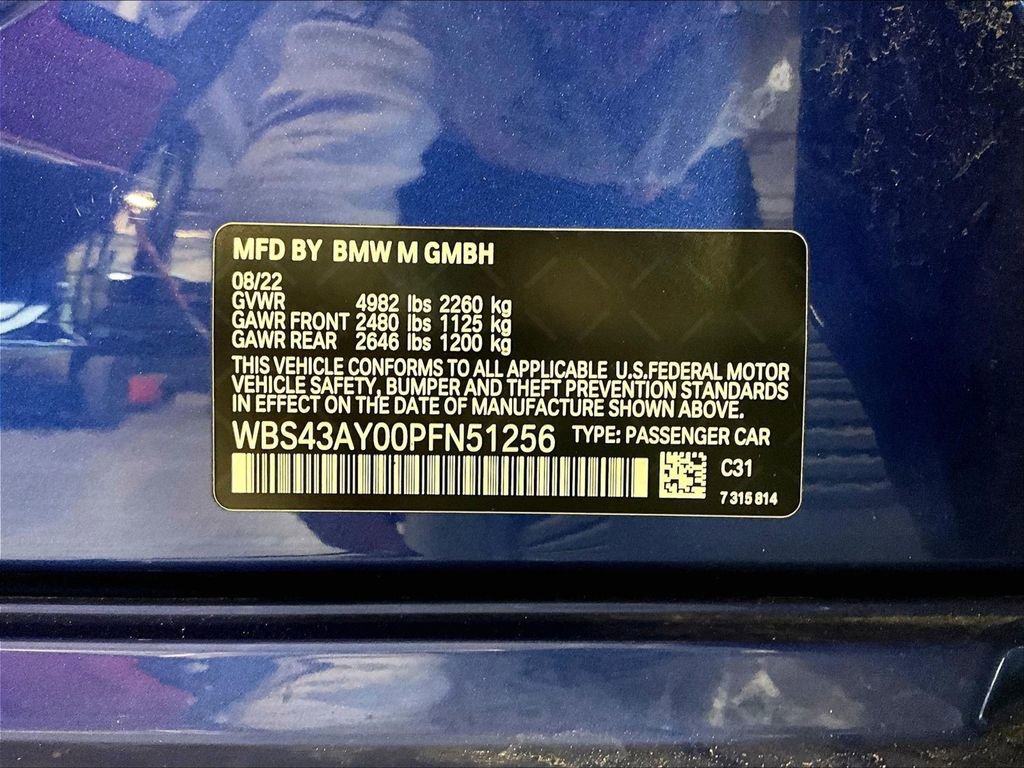 MFD BY BMW M GMBH
08/22
GVWR 4982 lbs 2260 kg
GAWR FRONT 2480 lbs 1125 kg
GAWR REAR 2646 lbs 1200 kg
THIS VEHICLE CONFORMS TO ALL APPLICABLE U.S.FEDERAL MOTOR
VEHICLE SAFETY, BUMPER AND THEFT PREVENTION STANDARDS
IN EFFECT ON THE DATE OF MANUFACTURE SHOWN ABOVE.
WBS43AY00PFN51256 TYPE: PASSENGER CAR
C31
7 315 814